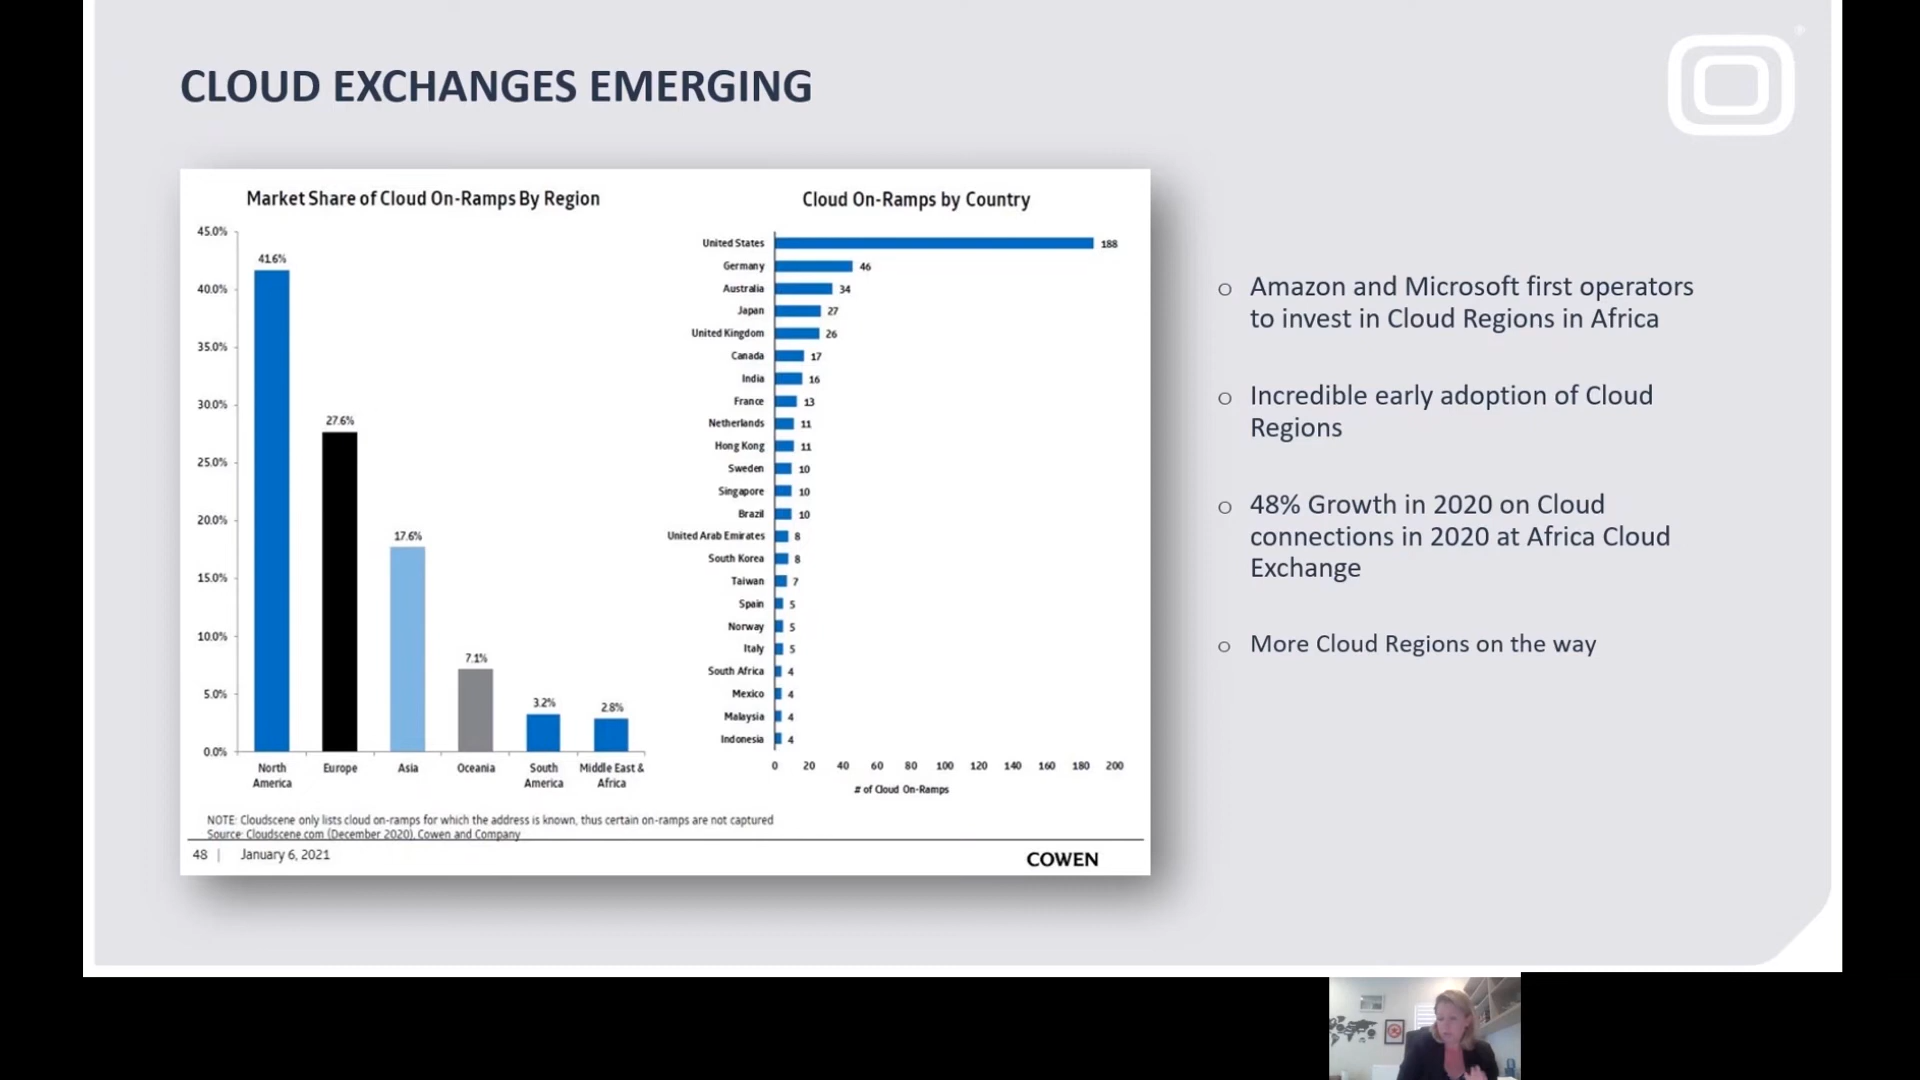 CLOUD EXCHANGES EMERGING
Market Share of Cloud On-Ramps By Region
45.0%
40.0%
35.0%
30.0%
25.0%
20.0%
15.0%
10.0%
5.0%
0.0%
41.6%
27.6%
17.6%
7.1%
3.2%
2.8%
North America
Europe
Asia
Oceania
South America
Middle East & Africa
Cloud On-Ramps by Country
United States 188
Germany 46
Australia 34
Japan 27
United Kingdom 26
Canada 17
India 16
France 13
Netherlands 11
Hong Kong 11
Sweden 10
Singapore 10
Brazil 10
United Arab Emirates 8
South Korea 8
Taiwan 7
Spain 5
Norway 5
Italy 5
South Africa 4
Mexico 4
Malaysia 4
Indonesia 4
0 20 40 60 80 100 120 140 160 180 200
# of Cloud On-Ramps
NOTE: Cloudscene only lists cloud on-ramps for which the address is known, thus certain on-ramps are not captured
Source: Cloudscene.com (December 2020), Cowen and Company
48 | January 6, 2021
COWEN
o Amazon and Microsoft first operators
to invest in Cloud Regions in Africa
o Incredible early adoption of Cloud
Regions
o 48% Growth in 2020 on Cloud
connections in 2020 at Africa Cloud
Exchange
o More Cloud Regions on the way